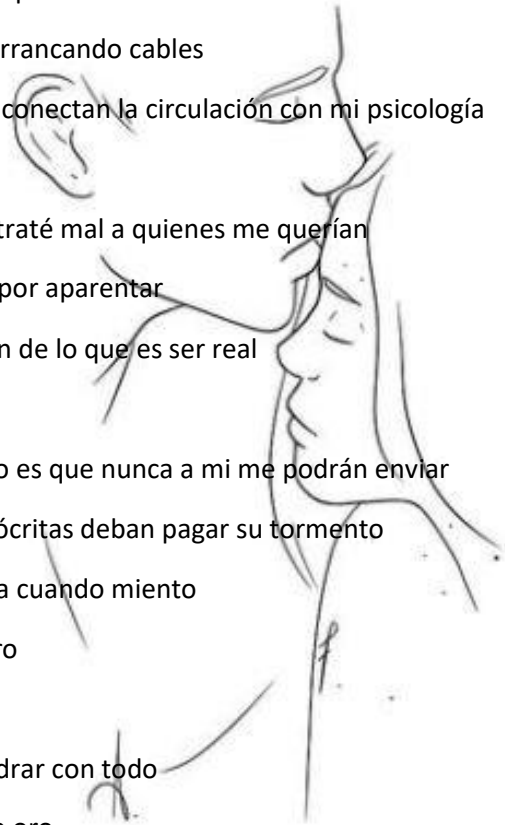 rrancando cables
conectan la circulación con mi psicología
traté mal a quienes me querían
por aparentar
n de lo que es ser real
o es que nunca a mi me podrán enviar
ócritas deban pagar su tormento
a cuando miento
ro
drar con todo